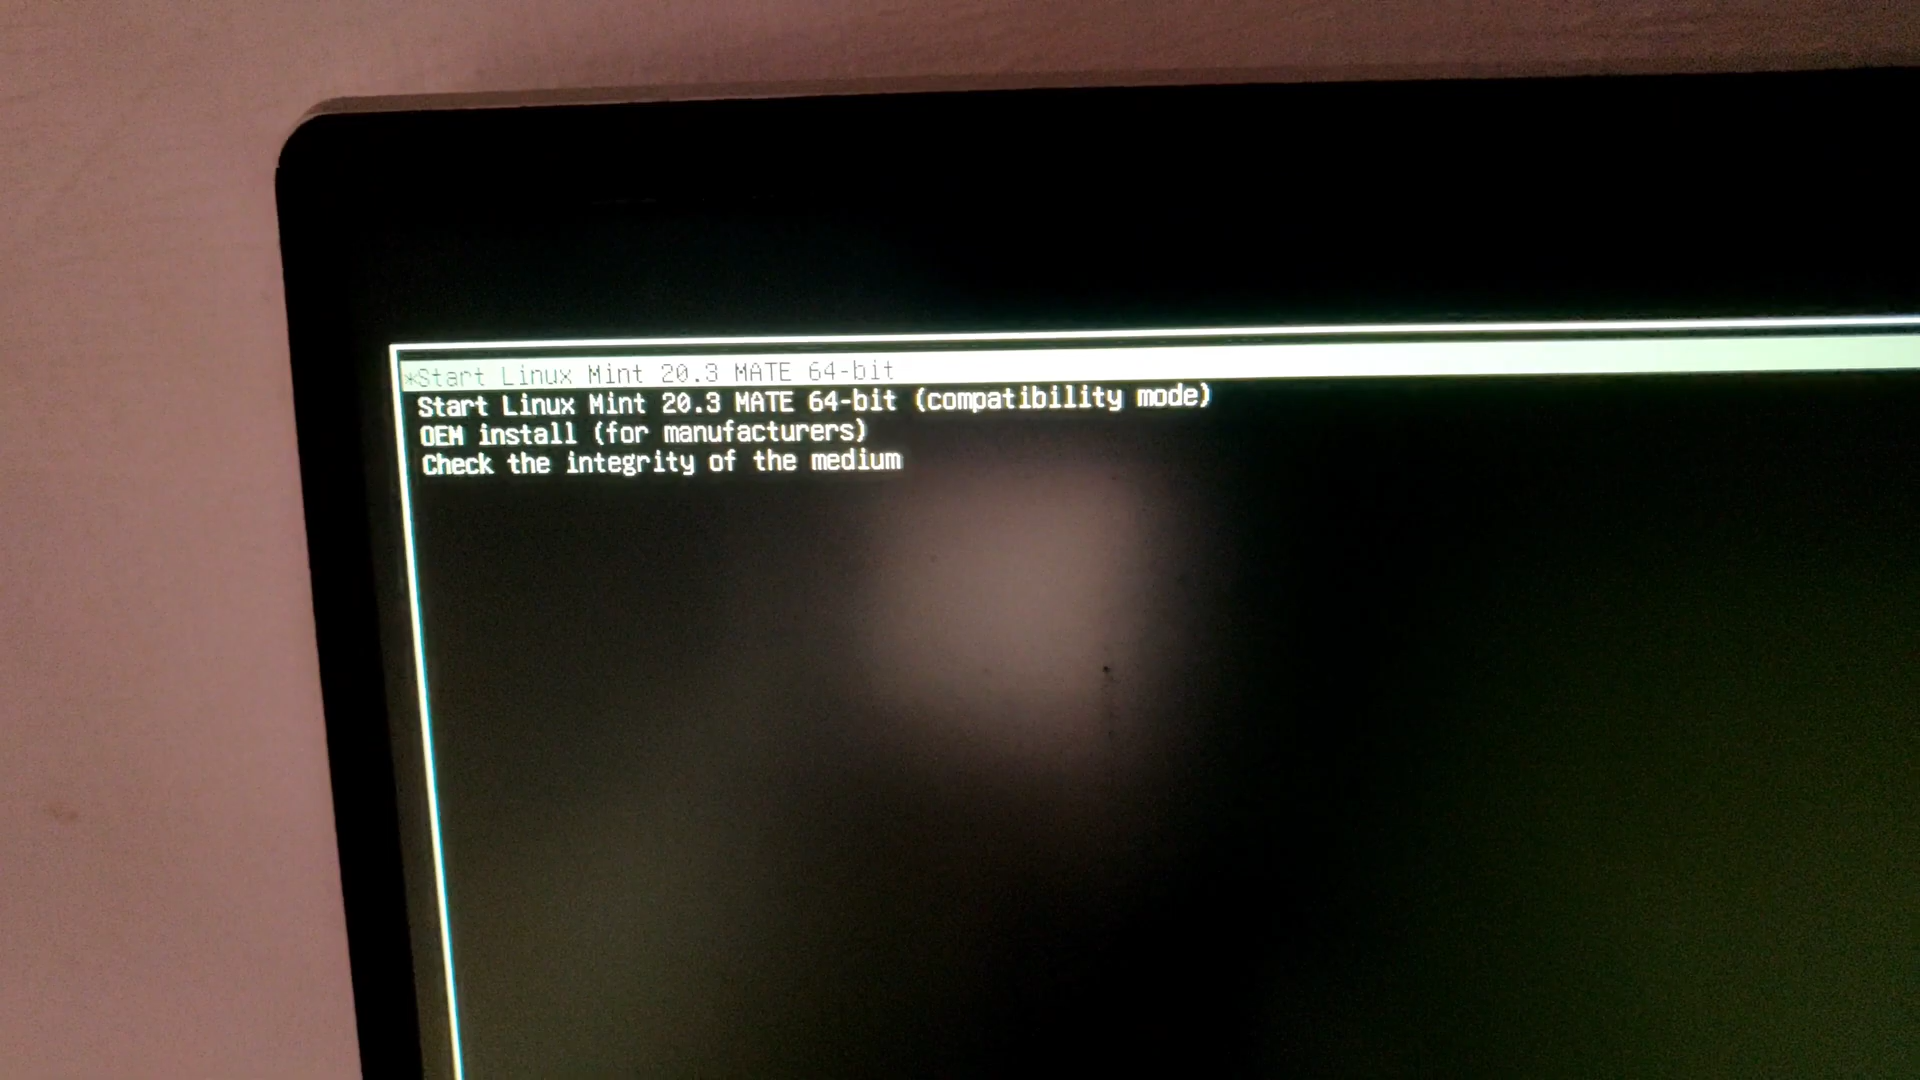 *Start Linux Mint 20.3 MATE 64-bit
Start Linux Mint 20.3 MATE 64-bit (compatibility mode)
OEM install (for manufacturers)
Check the integrity of the medium